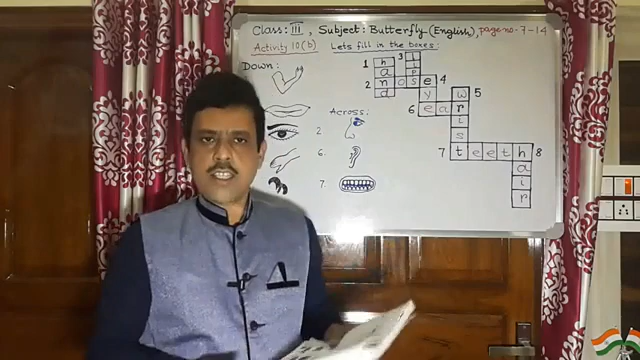 Class: III , Subject: Butterfly (English), page no - 7 - 14
Activity 10(b) Lets fill in the boxes:
Down:
3 l
1 h i
a p
2 n o s e 4
d y w 5
Across:
6 e a r
2.
i
s
6.
7 t e e t h 8
a
7.
i
r